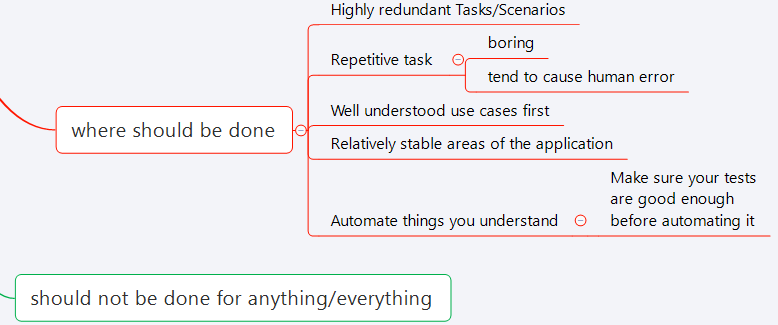 Highly redundant Tasks/Scenarios
Repetitive task
boring
tend to cause human error
where should be done
Well understood use cases first
Relatively stable areas of the application
Automate things you understand
Make sure your tests
are good enough
before automating it
should not be done for anything/everything